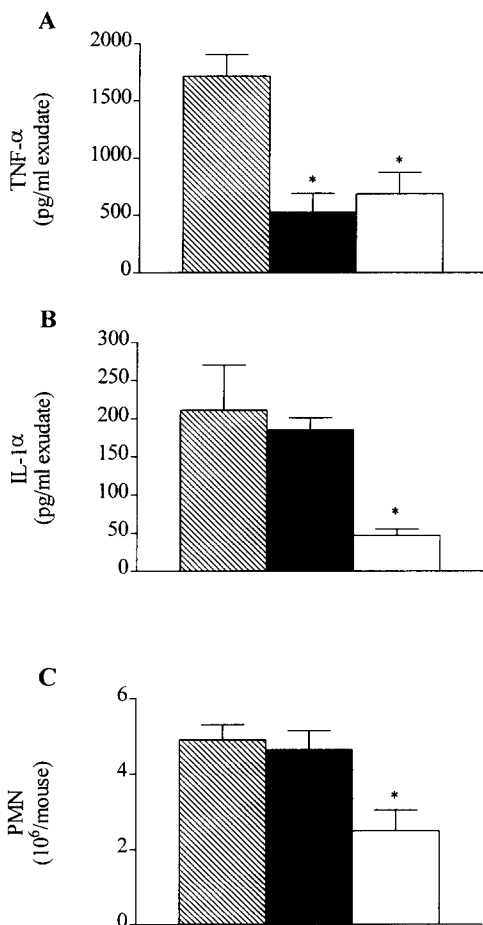 A
TNF-α
(pg/ml exudate)
2000
1500
1000
500
0
*
*
B
IL-1α
(pg/ml exudate)
300
250
200
150
100
50
0
*
C
PMN
(10⁶/mouse)
6
4
2
0
*